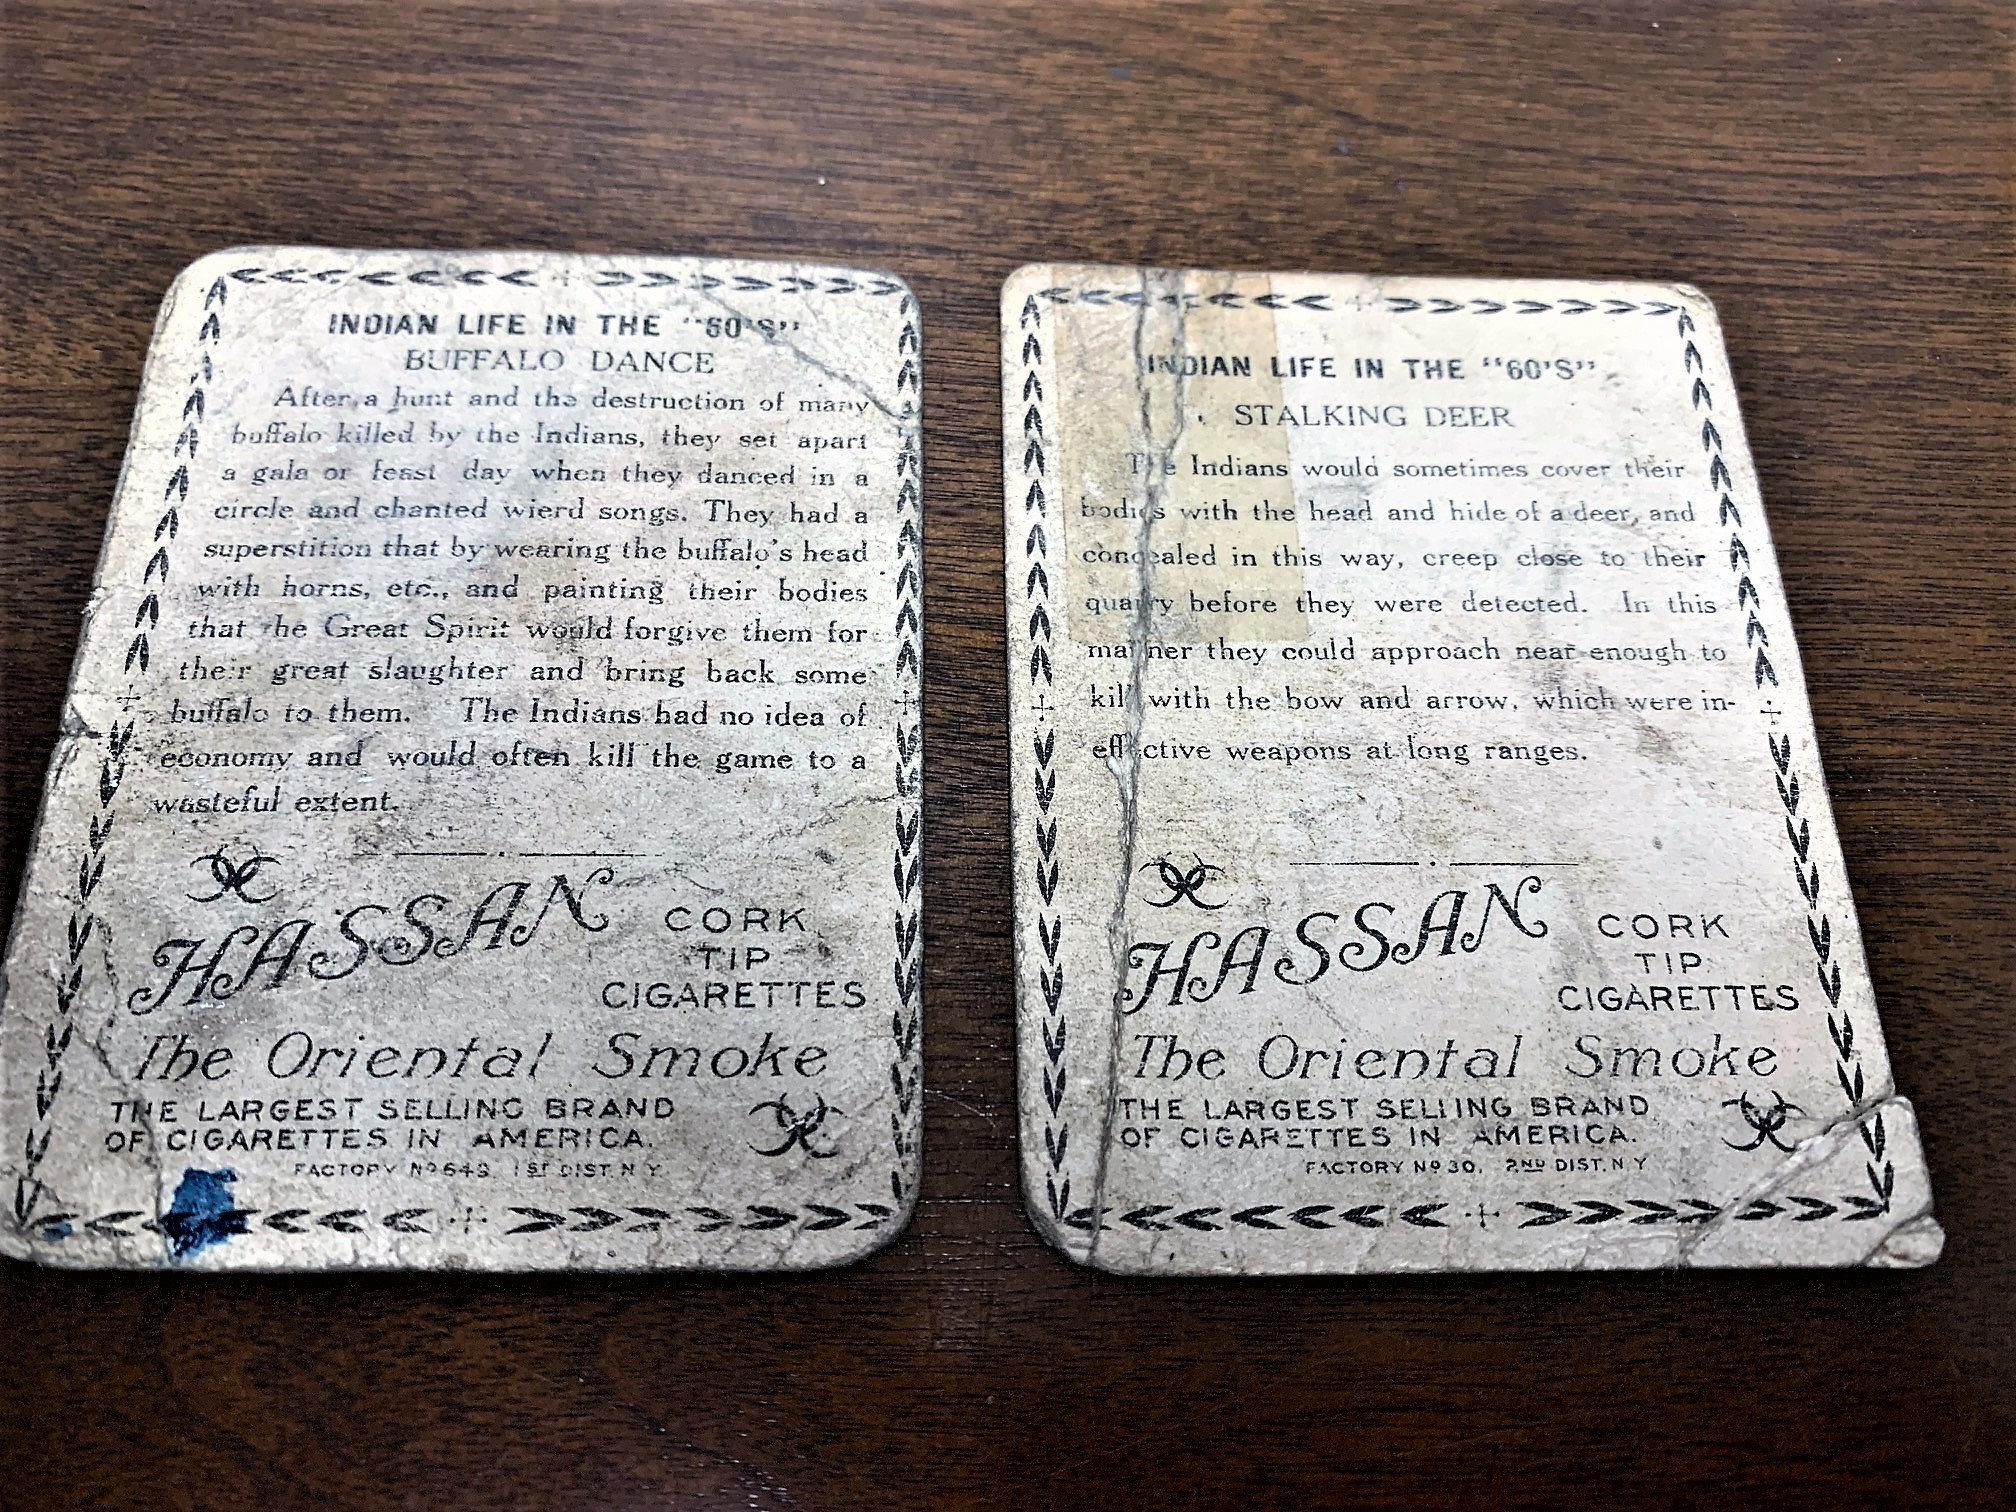 INDIAN LIFE IN THE "60'S"
BUFFALO DANCE
After a hunt and the destruction of many
buffalo killed by the Indians, they set apart
a gala or feast day when they danced in a
circle and chanted wierd songs. They had a
superstition that by wearing the buffalo's head
with horns, etc., and painting their bodies
that the Great Spirit would forgive them for
their great slaughter and bring back some
buffalo to them. The Indians had no idea of
economy and would often kill the game to a
wasteful extent.
HASSAN CORK
TIP
CIGARETTES
The Oriental Smoke
THE LARGEST SELLING BRAND
OF CIGARETTES IN AMERICA.
FACTORY Nº 649 1ST DIST. N Y
INDIAN LIFE IN THE "60'S"
STALKING DEER
The Indians would sometimes cover their
bodies with the head and hide of a deer, and
concealed in this way, creep close to their
quarry before they were detected. In this
manner they could approach near enough to
kill with the bow and arrow, which were in-
effective weapons at long ranges.
HASSAN CORK
TIP
CIGARETTES
The Oriental Smoke
THE LARGEST SELLING BRAND
OF CIGARETTES IN AMERICA.
FACTORY Nº 30, 2ND DIST. N Y